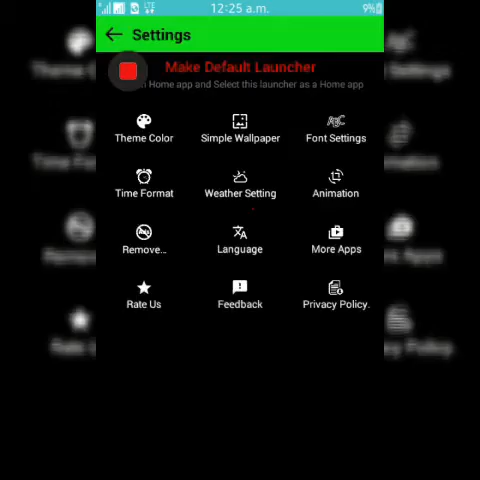 LTE 12:25 a.m. 9%
Settings
Make Default Launcher
Home app and Select this launcher as a Home app
Theme Color Simple Wallpaper Font Settings
Time Format Weather Setting Animation
Remove... Language More Apps
Rate Us Feedback Privacy Policy.